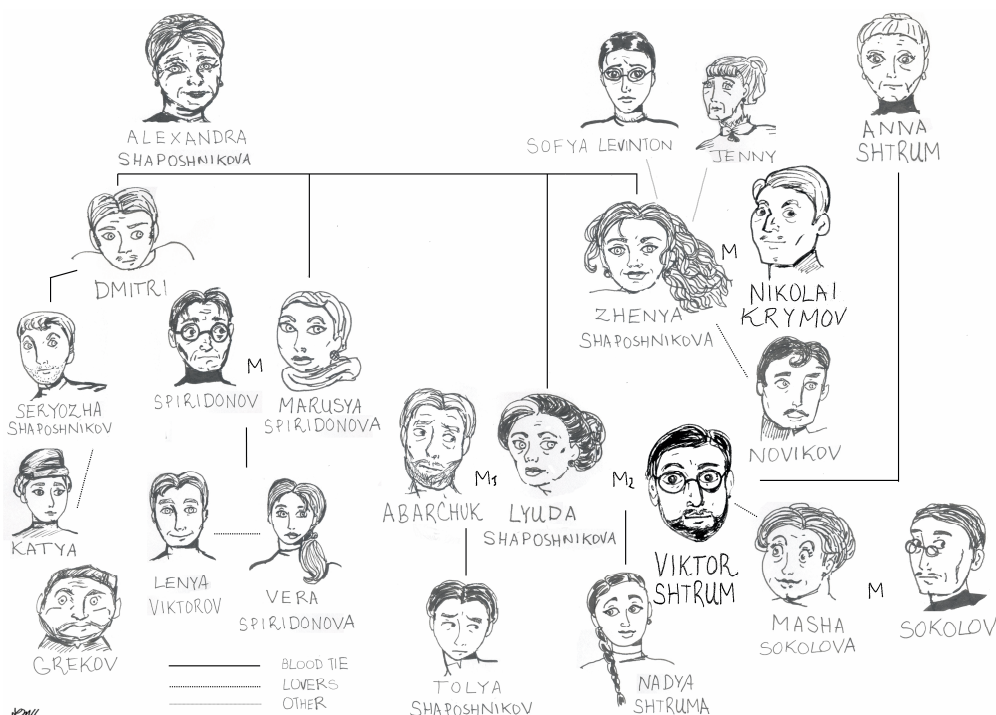 ALEXANDRA
SHAPOSHNIKOVA
SOFYA LEVINTON
JENNY
ANNA
SHTRUM
DMITRI
M
NIKOLAI
KRYMOV
ZHENYA
SHAPOSHNIKOVA
SERYOZHA
SHAPOSHNIKOV
SPIRIDONOV
M
MARUSYA
SPIRIDONOVA
NOVIKOV
ABARČHUK
M1
LYUDA
SHAPOSHNIKOVA
M2
VIKTOR
SHTRUM
KATYA
LENYA
VIKTOROV
VERA
SPIRIDONOVA
MASHA
SOKOLOVA
M
SOKOLOV
GREKOV
BLOOD TIE
LOVERS
OTHER
TOLYA
SHAPOSHNIKOV
NADYA
SHTRUMA